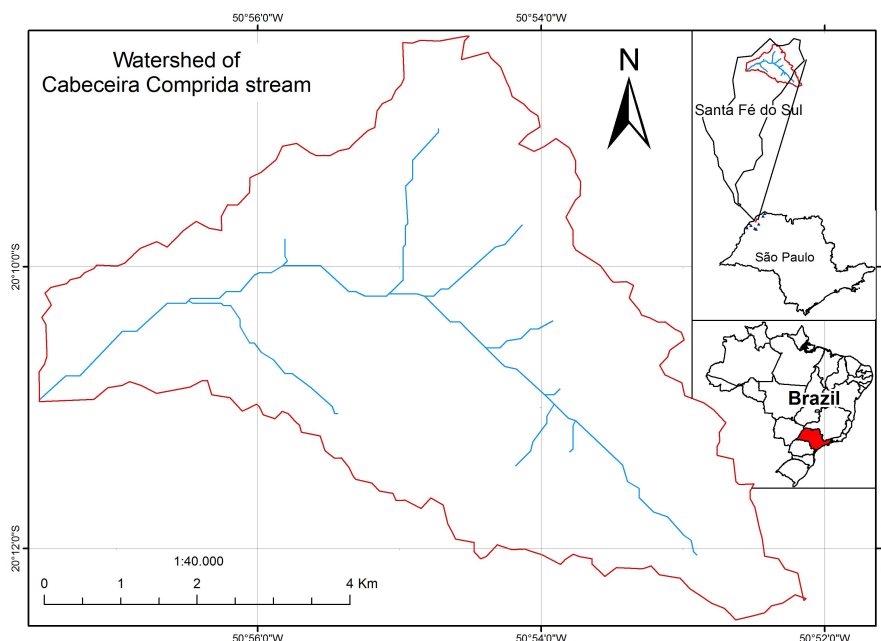 50°56'0"W
50°54'0"W
Watershed of
Cabeceira Comprida stream
N
Santa Fé do Sul
São Paulo
20°10'0"S
Brazil
20°12'0"S
1:40.000
0 1 2 4 Km
50°56'0"W
50°54'0"W
50°52'0"W